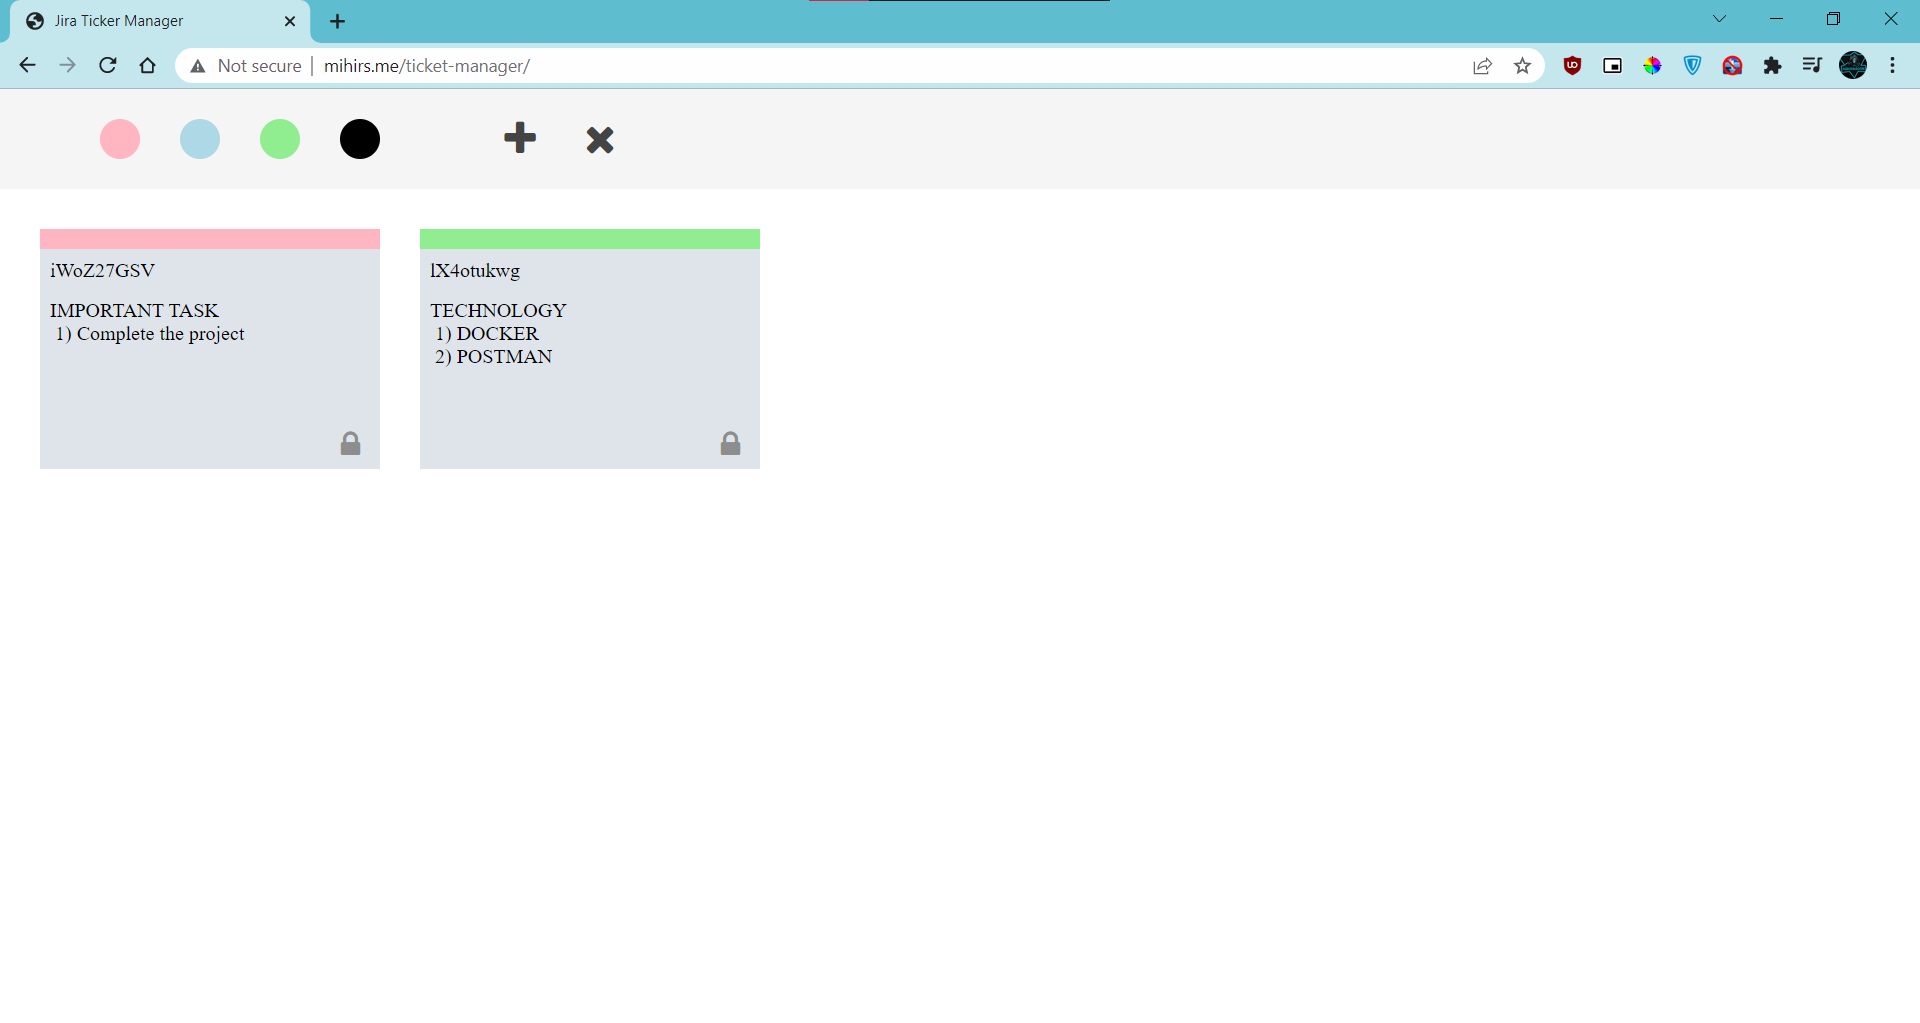 Jira Ticker Manager
Not secure | mihirs.me/ticket-manager/
iWoZ27GSV
IMPORTANT TASK
1) Complete the project
lX4otukwg
TECHNOLOGY
1) DOCKER
2) POSTMAN